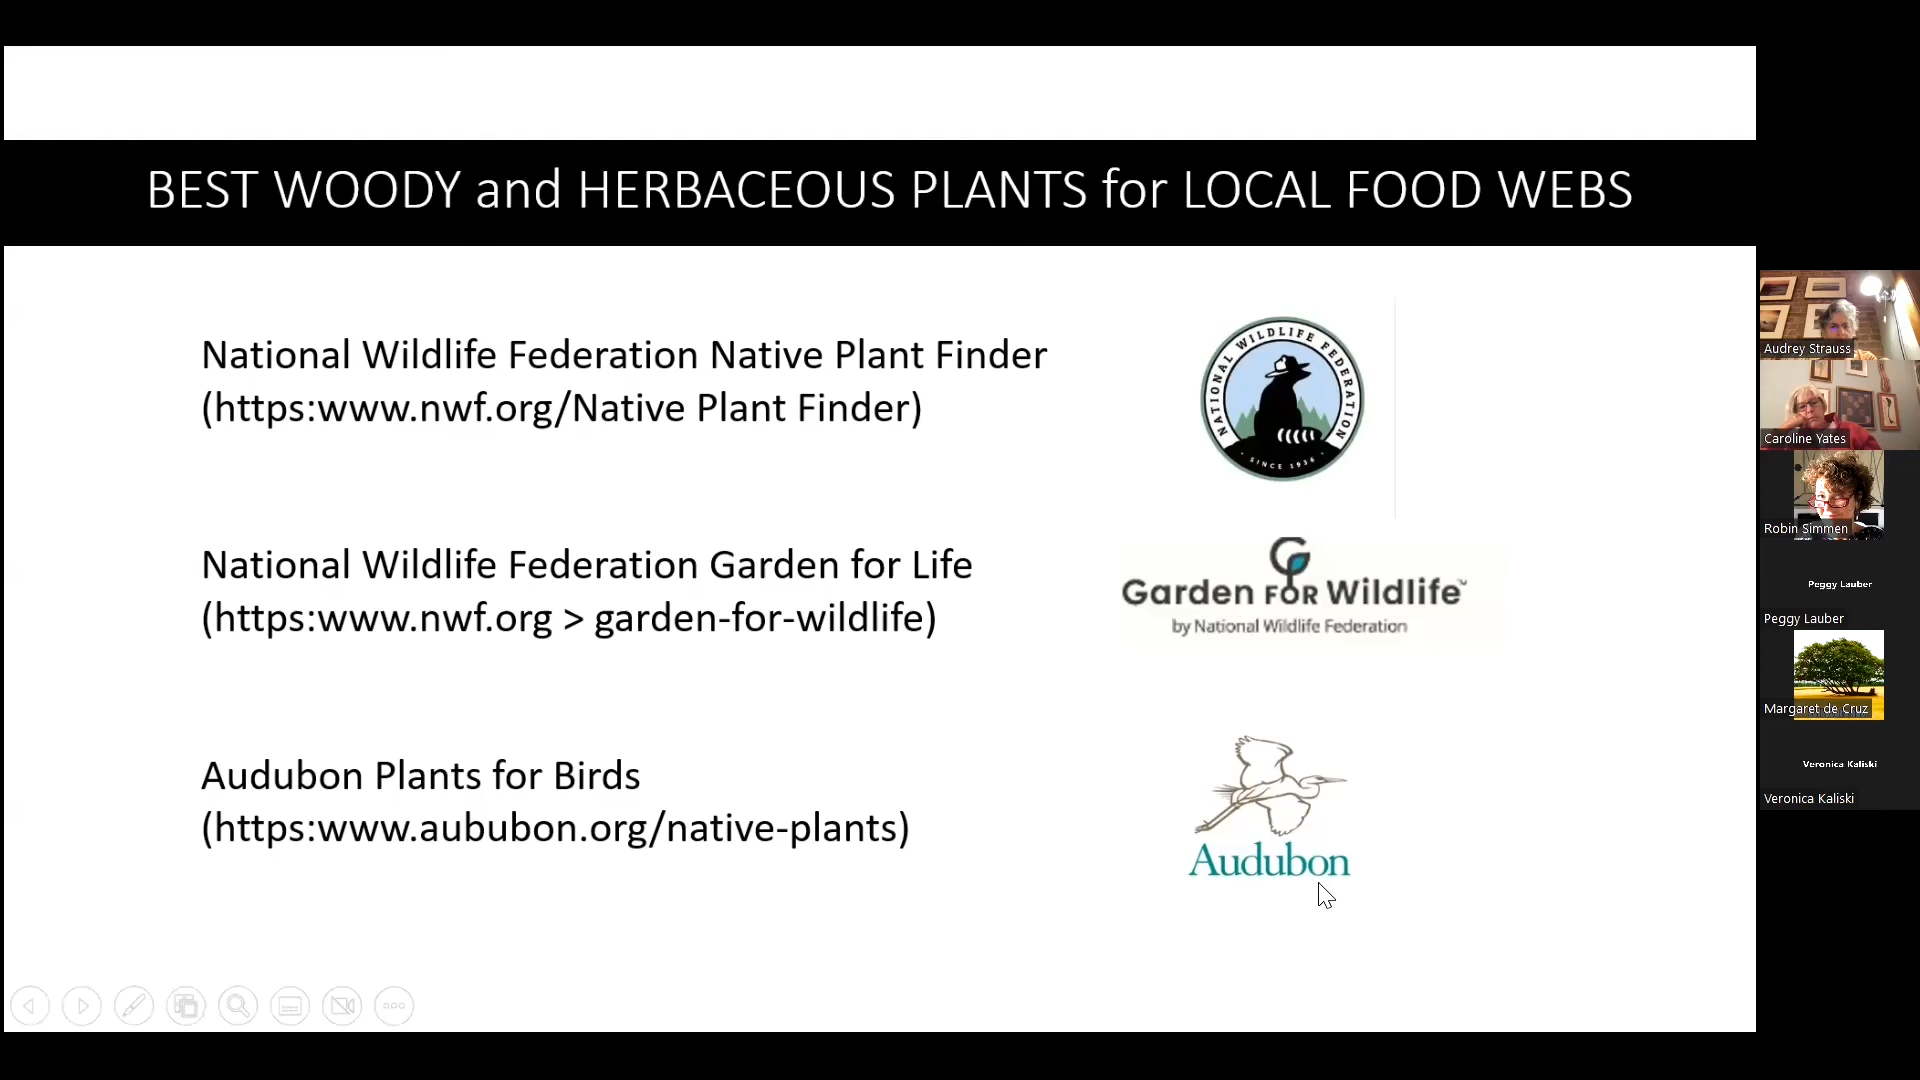 BEST WOODY and HERBACEOUS PLANTS for LOCAL FOOD WEBS
National Wildlife Federation Native Plant Finder
(https:www.nwf.org/Native Plant Finder)
NATIONAL WILDLIFE FEDERATION
· SINCE 1936 ·
National Wildlife Federation Garden for Life
(https:www.nwf.org > garden-for-wildlife)
Garden FOR Wildlife™
by National Wildlife Federation
Audubon Plants for Birds
(https:www.aububon.org/native-plants)
Audubon
Audrey Strauss
Caroline Yates
Robin Simmen
Peggy Lauber
Peggy Lauber
Margaret de Cruz
Veronica Kaliski
Veronica Kaliski